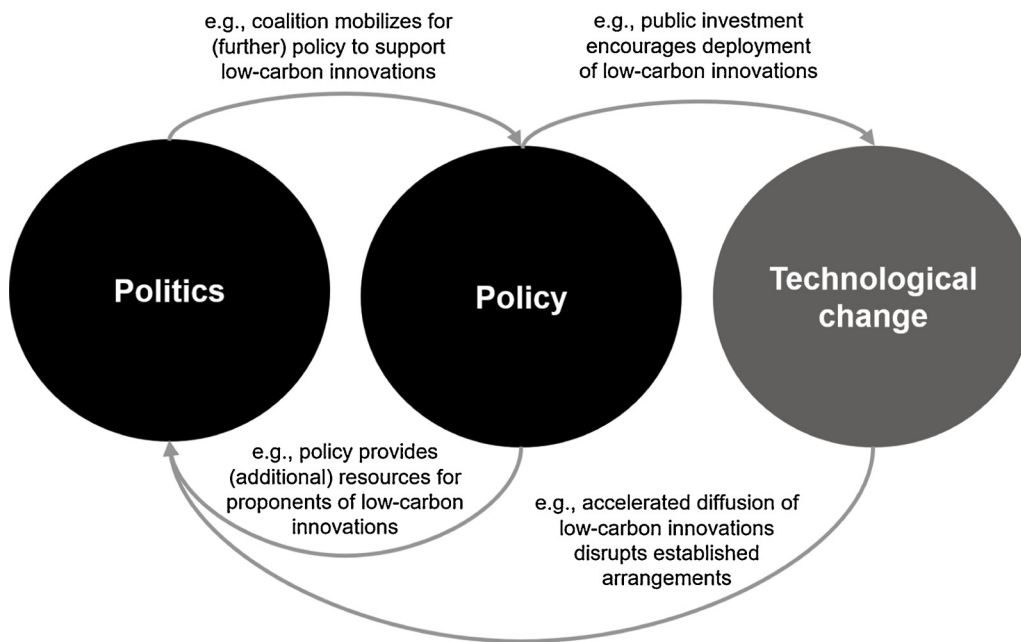 e.g., coalition mobilizes for
(further) policy to support
low-carbon innovations
e.g., public investment
encourages deployment
of low-carbon innovations
Politics
Policy
Technological
change
e.g., policy provides
(additional) resources for
proponents of low-carbon
innovations
e.g., accelerated diffusion of
low-carbon innovations
disrupts established
arrangements